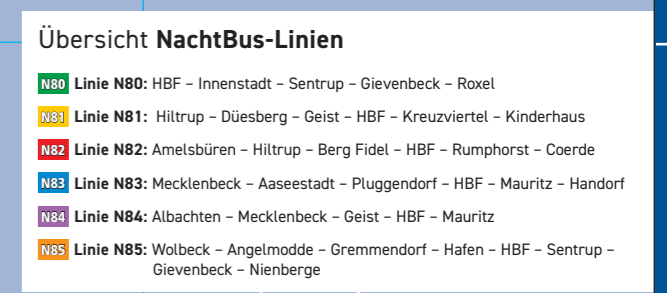 Übersicht NachtBus-Linien
N80 Linie N80: HBF – Innenstadt – Sentrup – Gievenbeck – Roxel
N81 Linie N81: Hiltrup – Düesberg – Geist – HBF – Kreuzviertel – Kinderhaus
N82 Linie N82: Amelsbüren – Hiltrup – Berg Fidel – HBF – Rumphorst – Coerde
N83 Linie N83: Mecklenbeck – Aaseestadt – Pluggendorf – HBF – Mauritz – Handorf
N84 Linie N84: Albachten – Mecklenbeck – Geist – HBF – Mauritz
N85 Linie N85: Wolbeck – Angelmodde – Gremmendorf – Hafen – HBF – Sentrup –
Gievenbeck – Nienberge